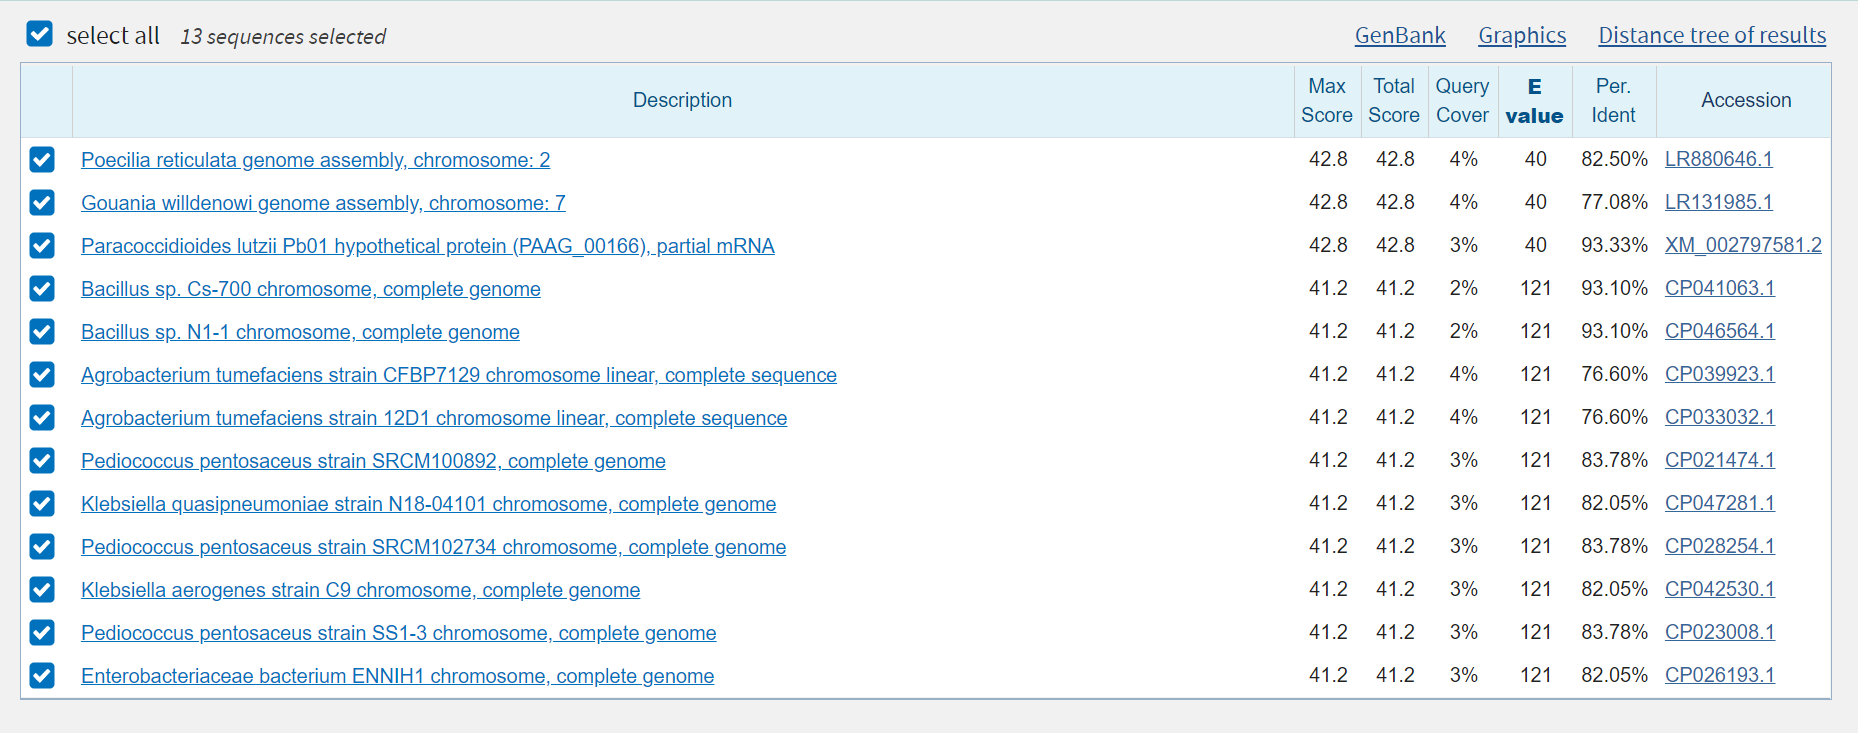 select all 13 sequences selected GenBank Graphics Distance tree of results
Description Max Score Total Score Query Cover E value Per. Ident Accession
Poecilia reticulata genome assembly, chromosome: 2 42.8 42.8 4% 40 82.50% LR880646.1
Gouania willdenowi genome assembly, chromosome: 7 42.8 42.8 4% 40 77.08% LR131985.1
Paracoccidioides lutzii Pb01 hypothetical protein (PAAG_00166), partial mRNA 42.8 42.8 3% 40 93.33% XM_002797581.2
Bacillus sp. Cs-700 chromosome, complete genome 41.2 41.2 2% 121 93.10% CP041063.1
Bacillus sp. N1-1 chromosome, complete genome 41.2 41.2 2% 121 93.10% CP046564.1
Agrobacterium tumefaciens strain CFBP7129 chromosome linear, complete sequence 41.2 41.2 4% 121 76.60% CP039923.1
Agrobacterium tumefaciens strain 12D1 chromosome linear, complete sequence 41.2 41.2 4% 121 76.60% CP033032.1
Pediococcus pentosaceus strain SRCM100892, complete genome 41.2 41.2 3% 121 83.78% CP021474.1
Klebsiella quasipneumoniae strain N18-04101 chromosome, complete genome 41.2 41.2 3% 121 82.05% CP047281.1
Pediococcus pentosaceus strain SRCM102734 chromosome, complete genome 41.2 41.2 3% 121 83.78% CP028254.1
Klebsiella aerogenes strain C9 chromosome, complete genome 41.2 41.2 3% 121 82.05% CP042530.1
Pediococcus pentosaceus strain SS1-3 chromosome, complete genome 41.2 41.2 3% 121 83.78% CP023008.1
Enterobacteriaceae bacterium ENNIH1 chromosome, complete genome 41.2 41.2 3% 121 82.05% CP026193.1